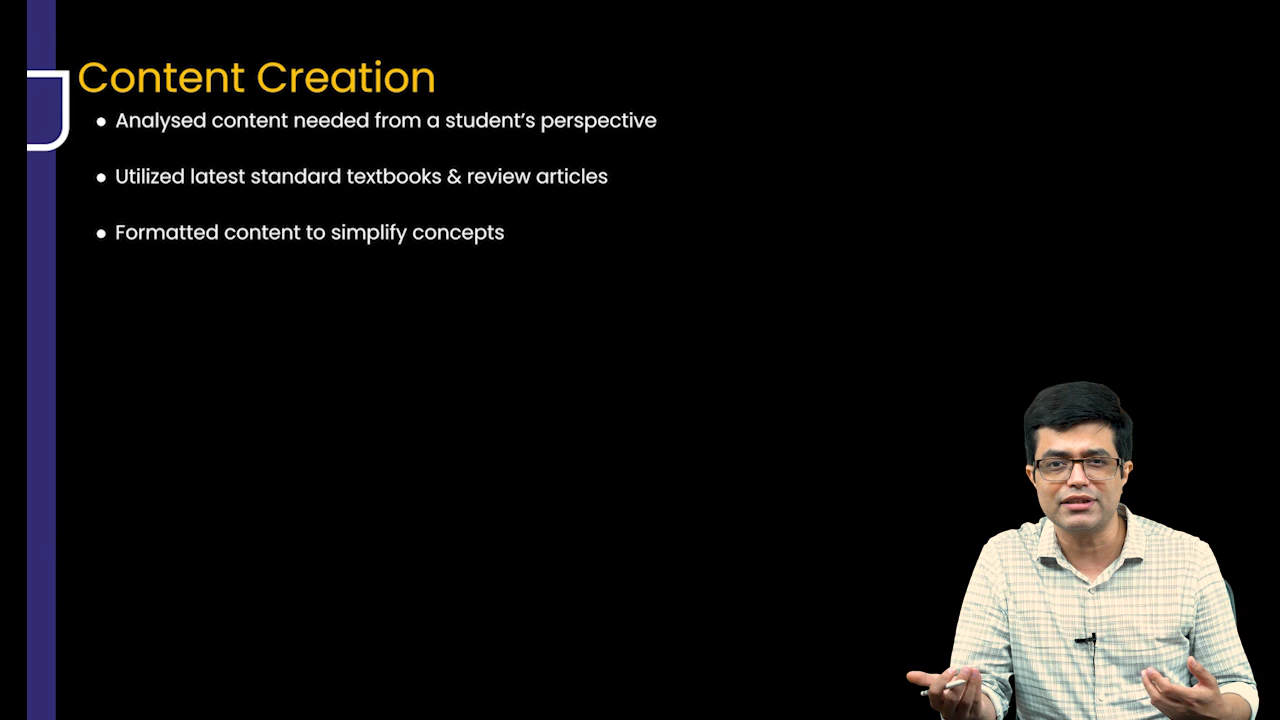 Content Creation
● Analysed content needed from a student’s perspective
● Utilized latest standard textbooks & review articles
● Formatted content to simplify concepts